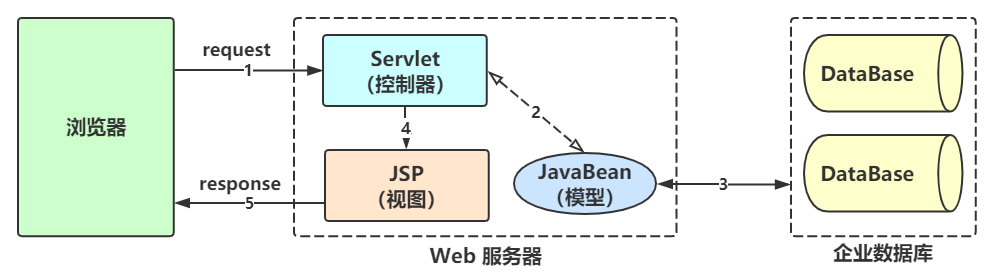 浏览器
request
1
Servlet
（控制器）
4
2
JSP
（视图）
JavaBean
（模型）
response
5
3
DataBase
DataBase
Web 服务器
企业数据库